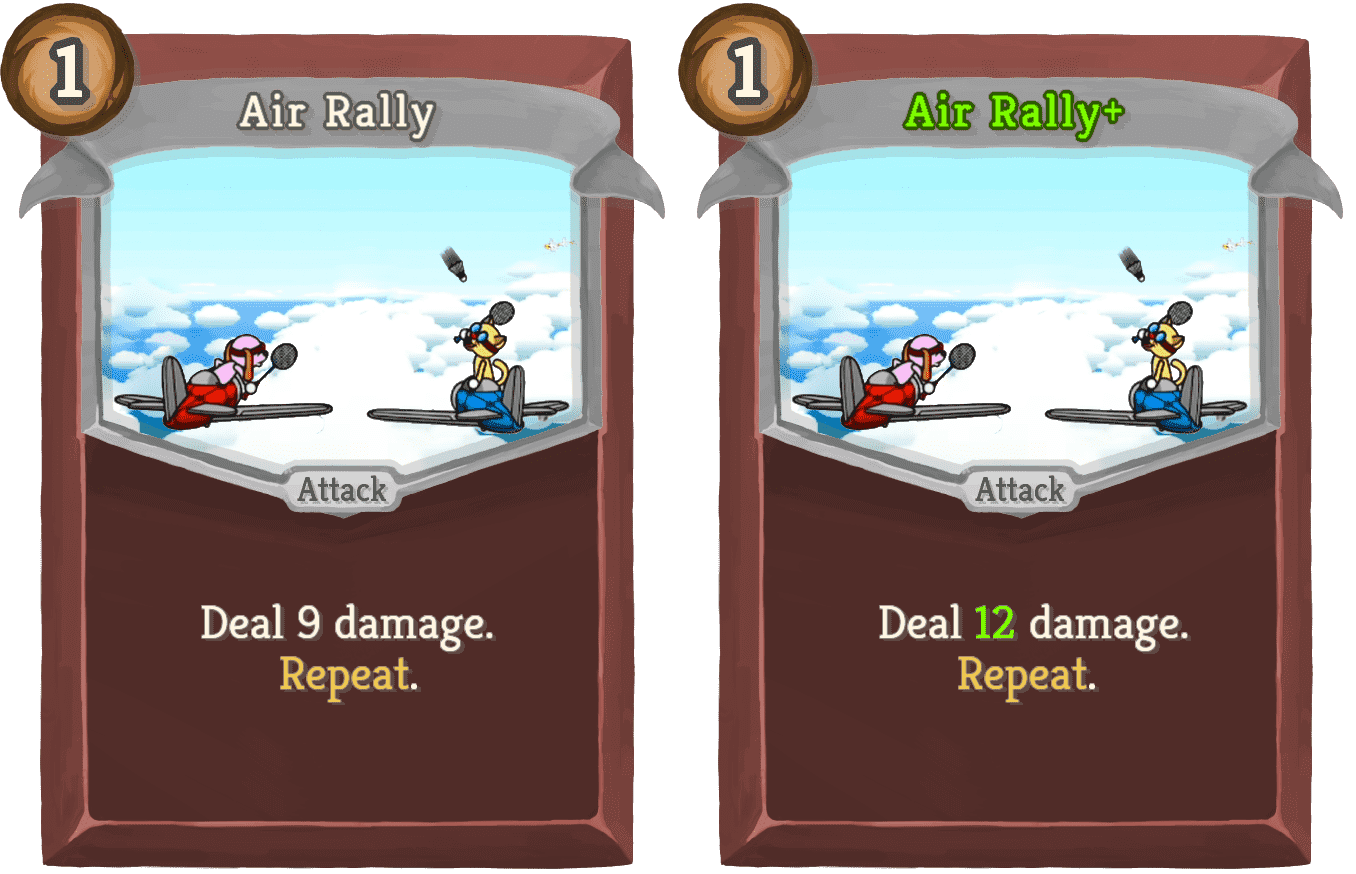 1
Air Rally
Attack
Deal 9 damage.
Repeat.
1
Air Rally+
Attack
Deal 12 damage.
Repeat.